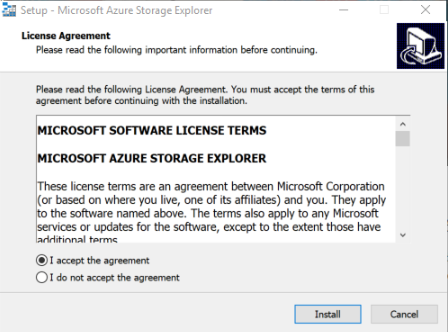 Setup - Microsoft Azure Storage Explorer
License Agreement
Please read the following important information before continuing.
Please read the following License Agreement. You must accept the terms of this
agreement before continuing with the installation.
MICROSOFT SOFTWARE LICENSE TERMS
MICROSOFT AZURE STORAGE EXPLORER
These license terms are an agreement between Microsoft Corporation
(or based on where you live, one of its affiliates) and you. They apply
to the software named above. The terms also apply to any Microsoft
services or updates for the software, except to the extent those have
additional terms.
I accept the agreement
I do not accept the agreement
Install
Cancel